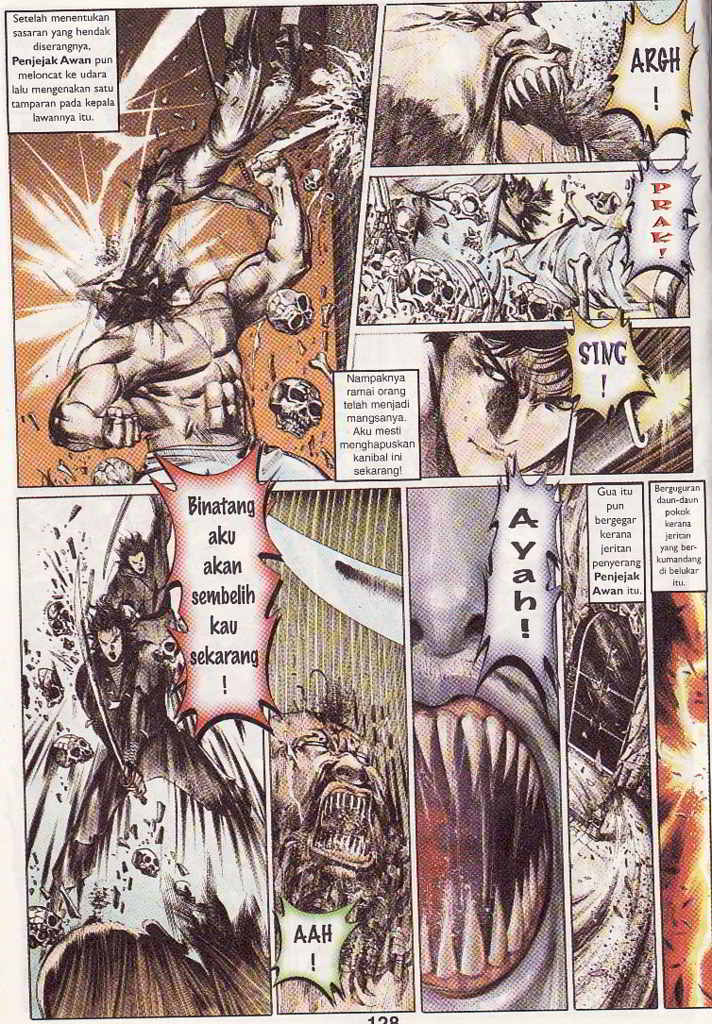 Setelah menentukan
sasaran yang hendak
diserangnya,
Penjejak Awan pun
meloncat ke udara
lalu mengenakan satu
tamparan pada kepala
lawannya itu.
ARGH
!
PRAK!
Nampaknya
ramai orang
telah menjadi
mangsanya.
Aku mesti
menghapuskan
kanibal ini
sekarang!
SING
!
Binatang
aku
akan
sembelih
kau
sekarang
!
AAH
!
Ayah!
Gua itu
pun
bergegar
kerana
jeritan
penyerang
Penjejak
Awan itu.
Berguguran
daun-daun
pokok
kerana
jeritan
yang ber-
kumandang
di belukar
itu.
128